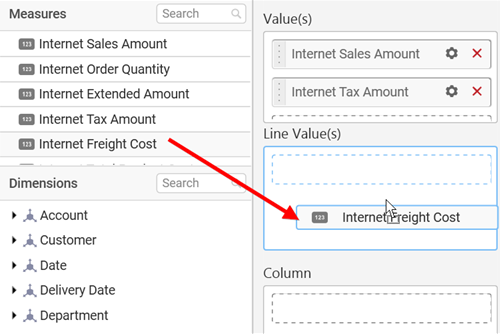 Measures
Search
123 Internet Sales Amount
123 Internet Order Quantity
123 Internet Extended Amount
123 Internet Tax Amount
123 Internet Freight Cost
Dimensions
Search
Account
Customer
Date
Delivery Date
Department
Value(s)
Internet Sales Amount
Internet Tax Amount
Line Value(s)
123 Internet Freight Cost
Column